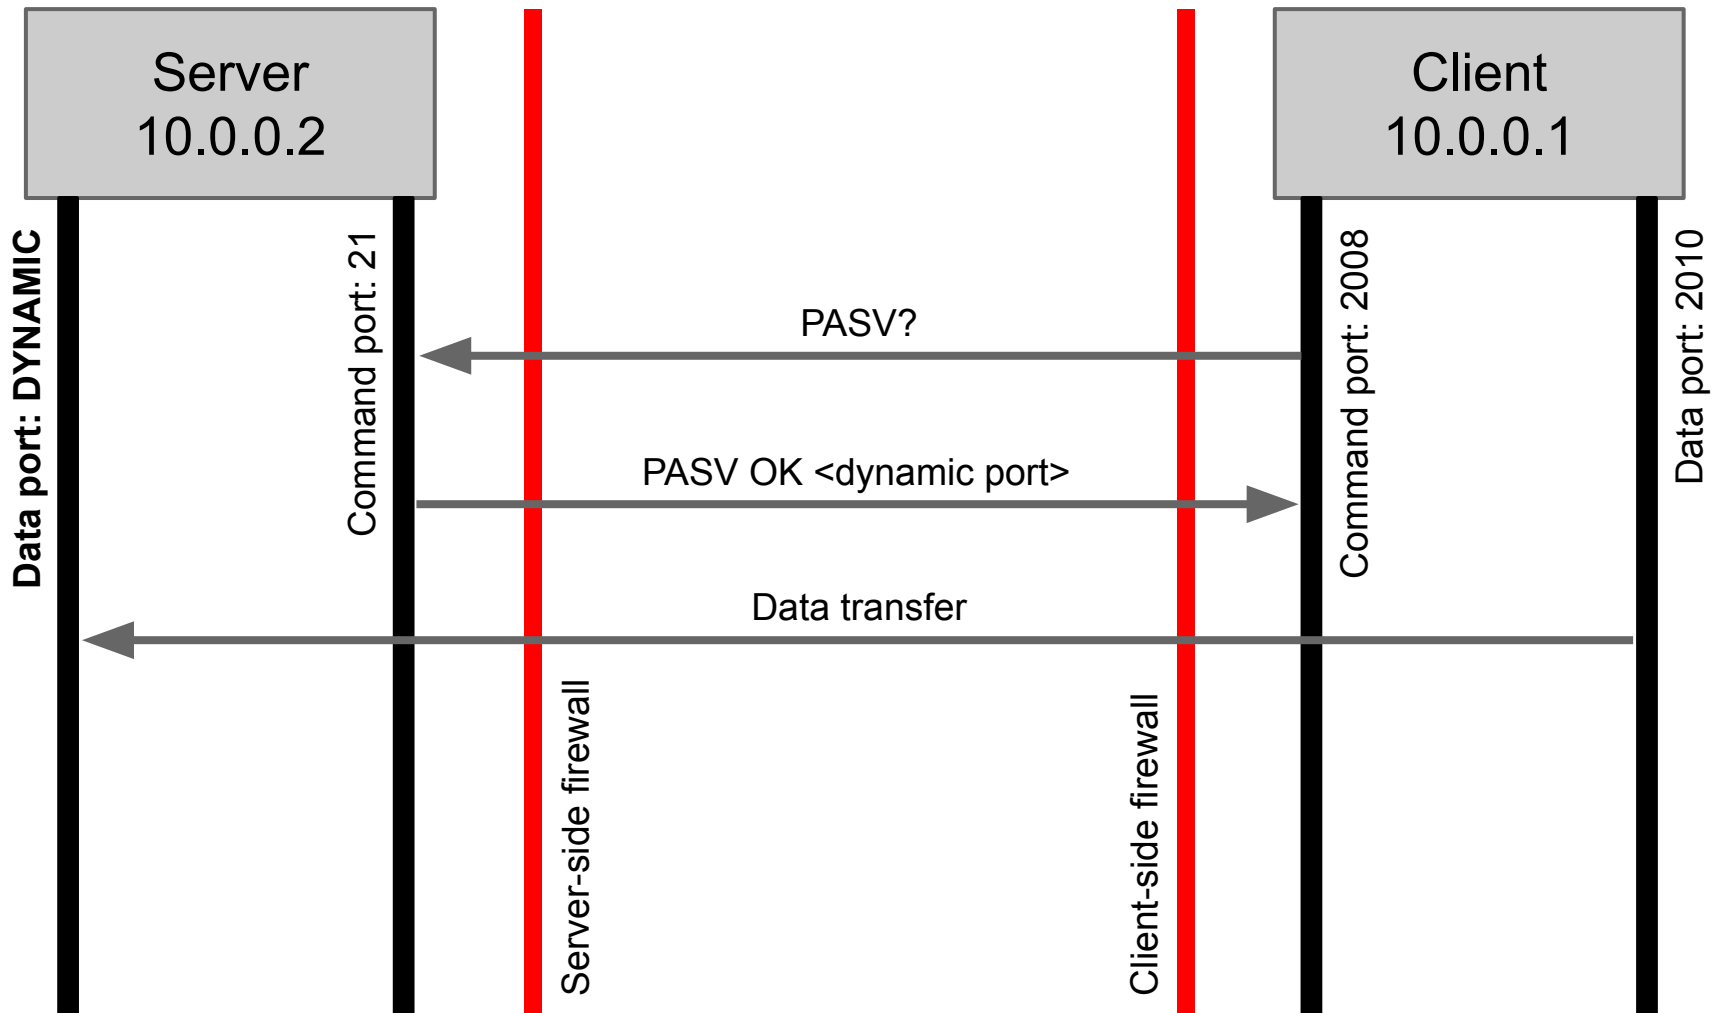 Server
10.0.0.2
Client
10.0.0.1
Data port: DYNAMIC
Command port: 21
Command port: 2008
Data port: 2010
PASV?
PASV OK <dynamic port>
Data transfer
Server-side firewall
Client-side firewall